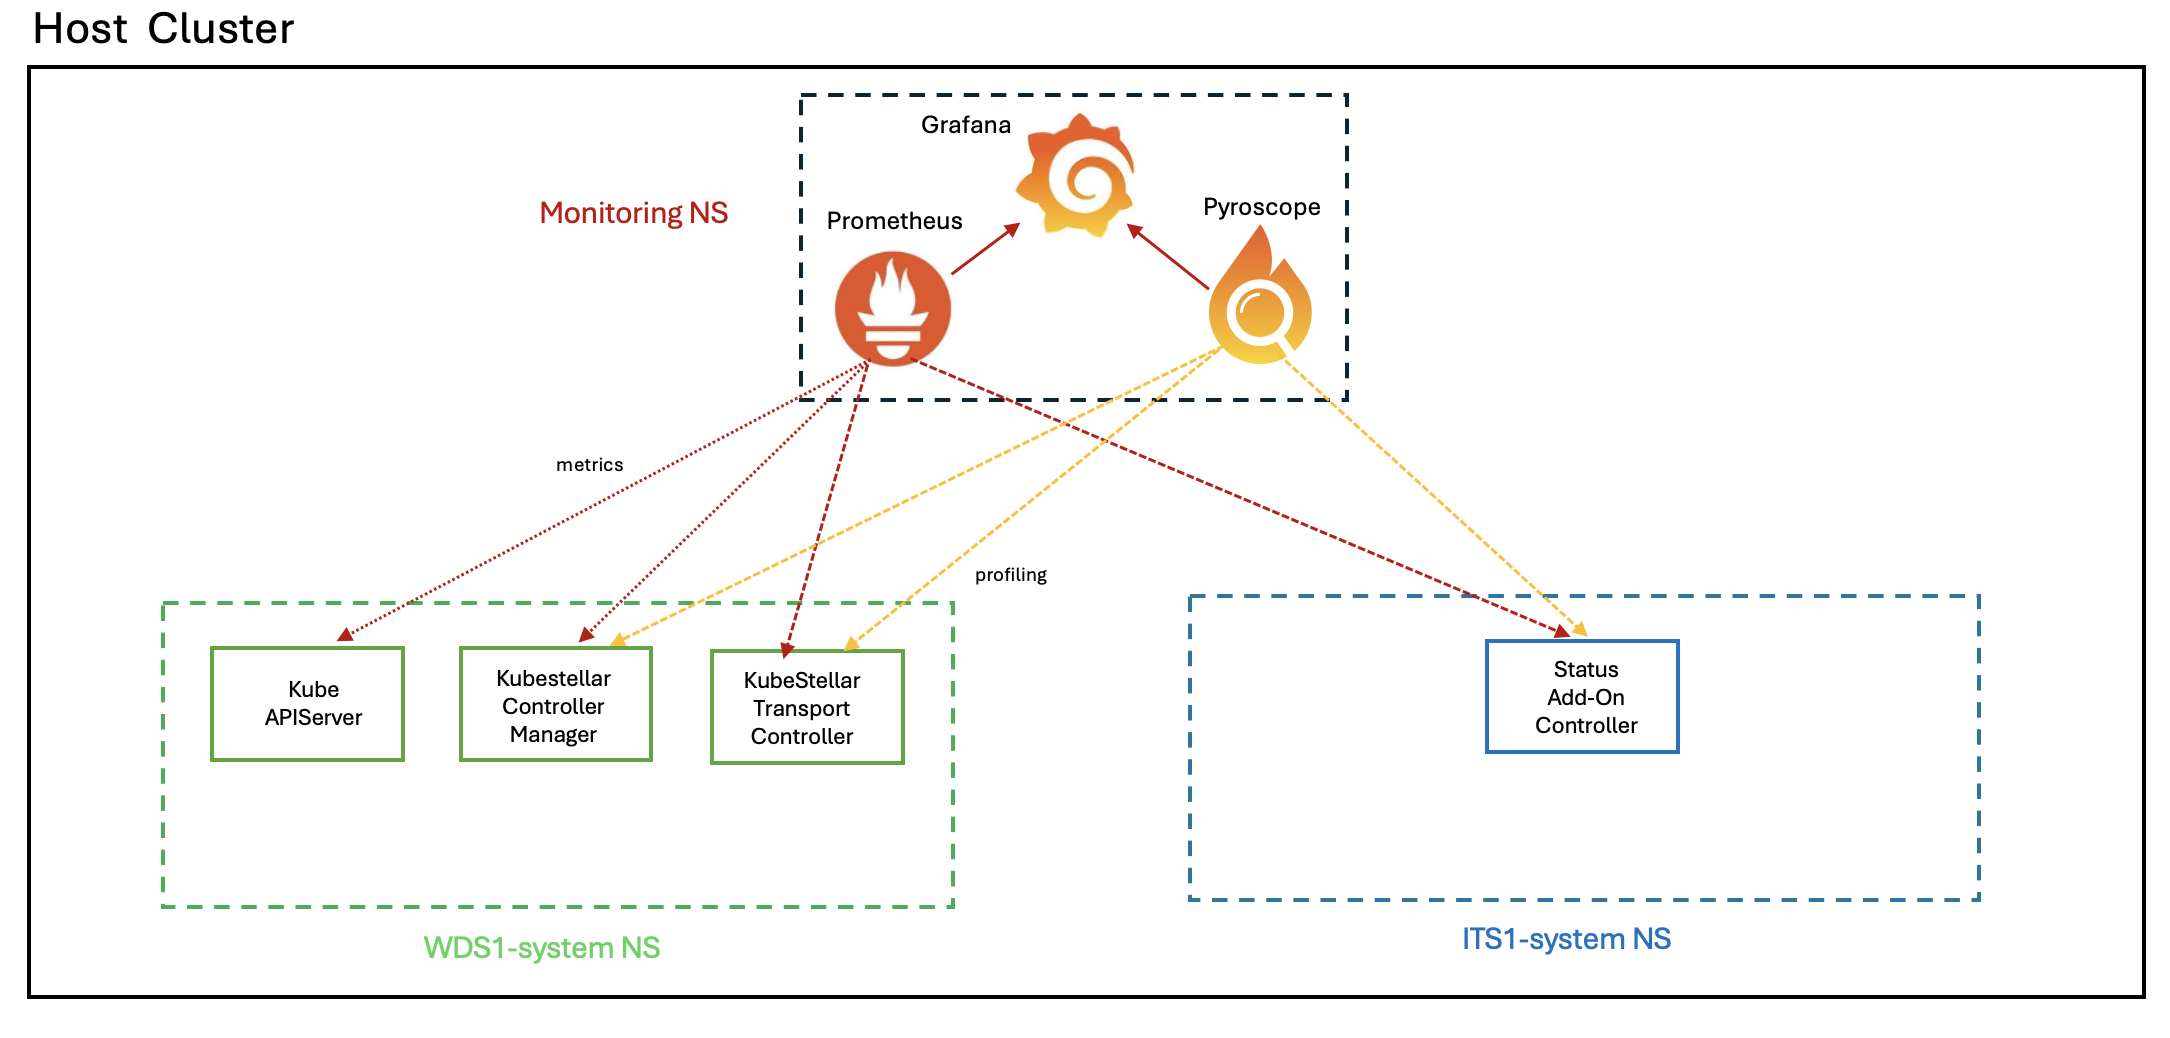 Host Cluster
Grafana
Monitoring NS
Prometheus
Pyroscope
metrics
profiling
Kube
APIServer
Kubestellar
Controller
Manager
KubeStellar
Transport
Controller
Status
Add-On
Controller
WDS1-system NS
ITS1-system NS